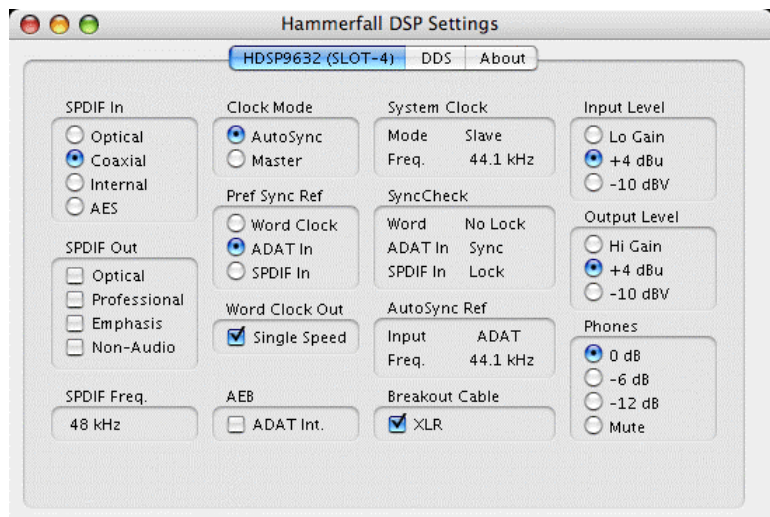 Hammerfall DSP Settings
HDSP9632 (SLOT-4) DDS About
SPDIF In
Optical
Coaxial
Internal
AES
SPDIF Out
Optical
Professional
Emphasis
Non-Audio
SPDIF Freq.
48 kHz
Clock Mode
AutoSync
Master
Pref Sync Ref
Word Clock
ADAT In
SPDIF In
Word Clock Out
Single Speed
AEB
ADAT Int.
System Clock
Mode Slave
Freq. 44.1 kHz
SyncCheck
Word No Lock
ADAT In Sync
SPDIF In Lock
AutoSync Ref
Input ADAT
Freq. 44.1 kHz
Breakout Cable
XLR
Input Level
Lo Gain
+4 dBu
-10 dBV
Output Level
Hi Gain
+4 dBu
-10 dBV
Phones
0 dB
-6 dB
-12 dB
Mute